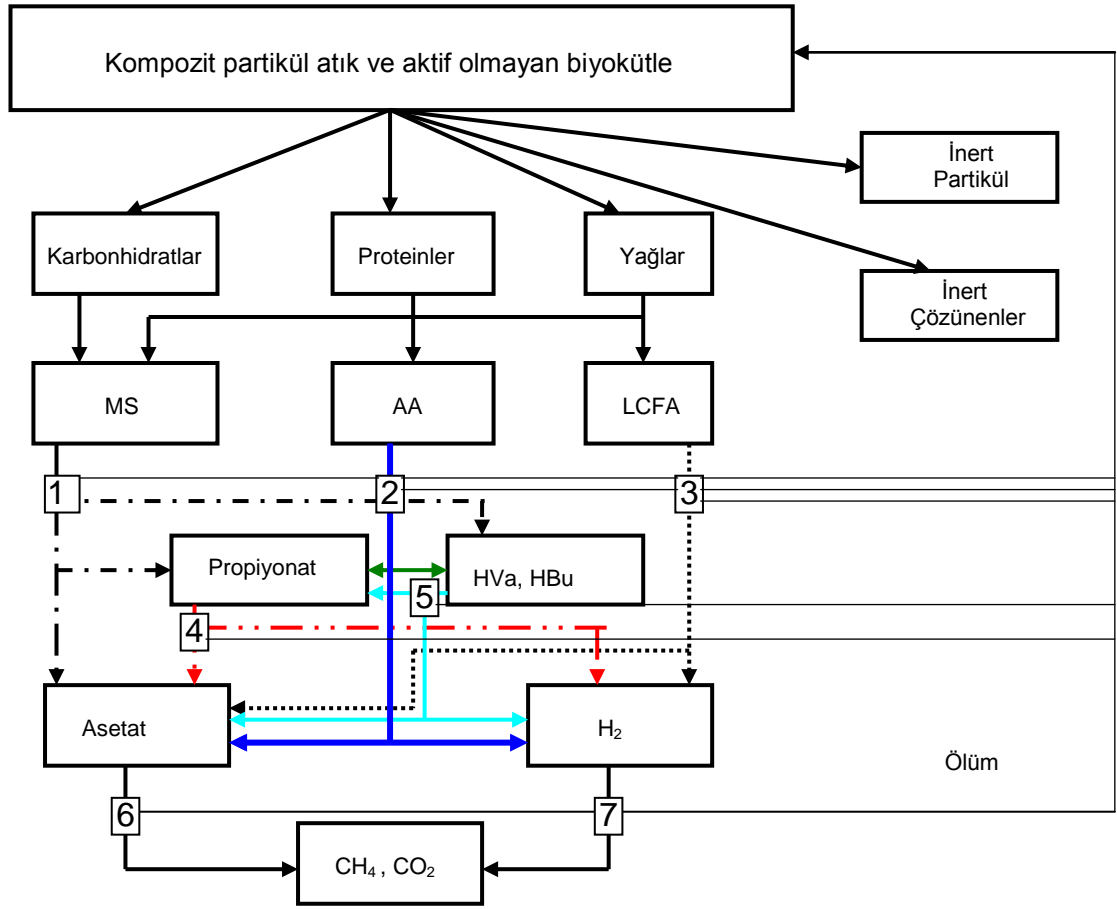 Kompozit partikül atık ve aktif olmayan biyokütle
İnert
Partikül
Karbonhidratlar
Proteinler
Yağlar
İnert
Çözünenler
MS
AA
LCFA
1
2
3
Propiyonat
HVa, HBu
5
4
Asetat
H₂
Ölüm
6
7
CH₄ , CO₂